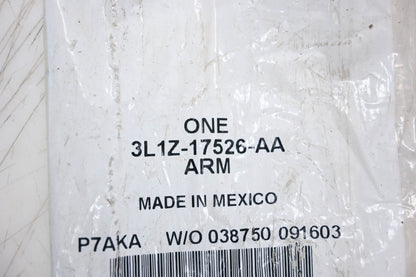 ONE
3L1Z-17526-AA
ARM
MADE IN MEXICO
P7AKA W/O 038750 091603